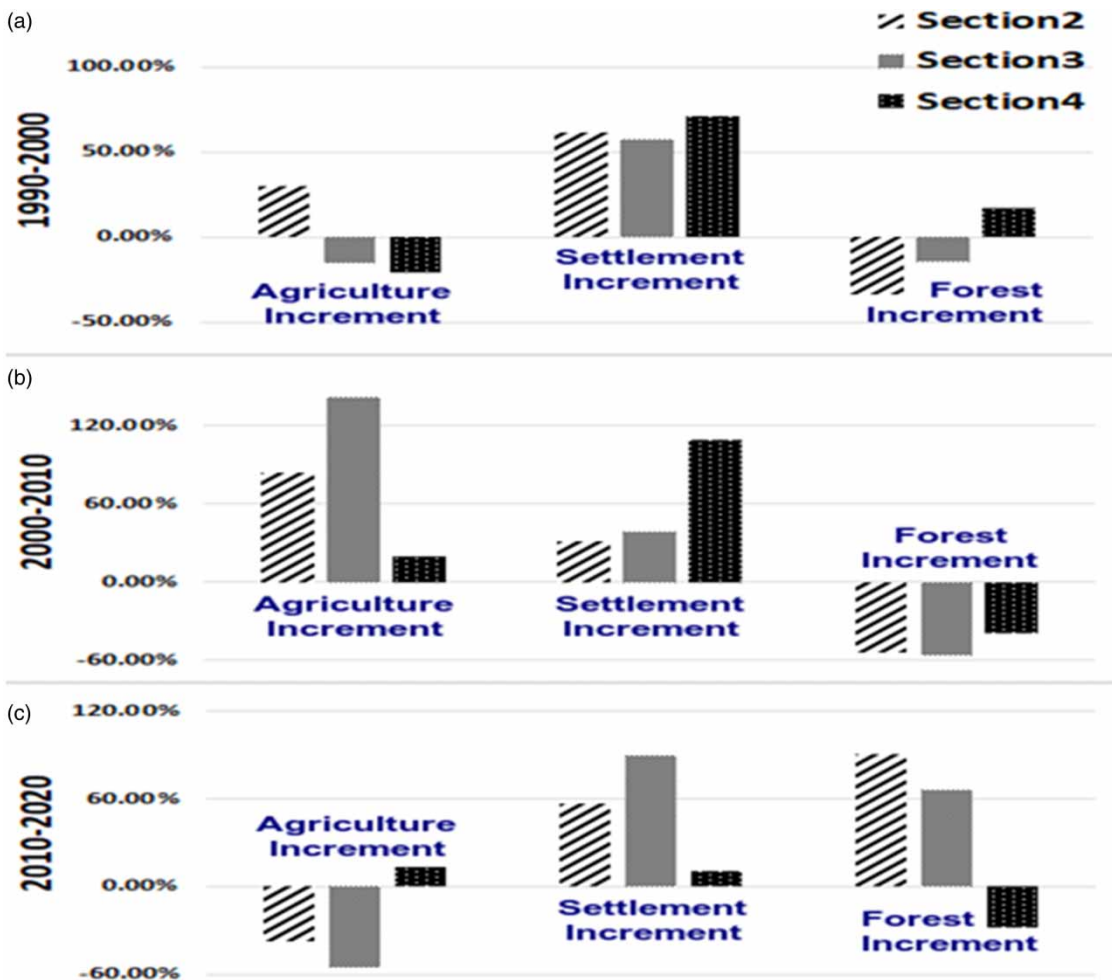 (a)
Section2
Section3
Section4
100.00%
50.00%
0.00%
-50.00%
1990-2000
Agriculture
Increment
Settlement
Increment
Forest
Increment
(b)
120.00%
60.00%
0.00%
-60.00%
2000-2010
Agriculture
Increment
Settlement
Increment
Forest
Increment
(c)
120.00%
60.00%
0.00%
-60.00%
2010-2020
Agriculture
Increment
Settlement
Increment
Forest
Increment